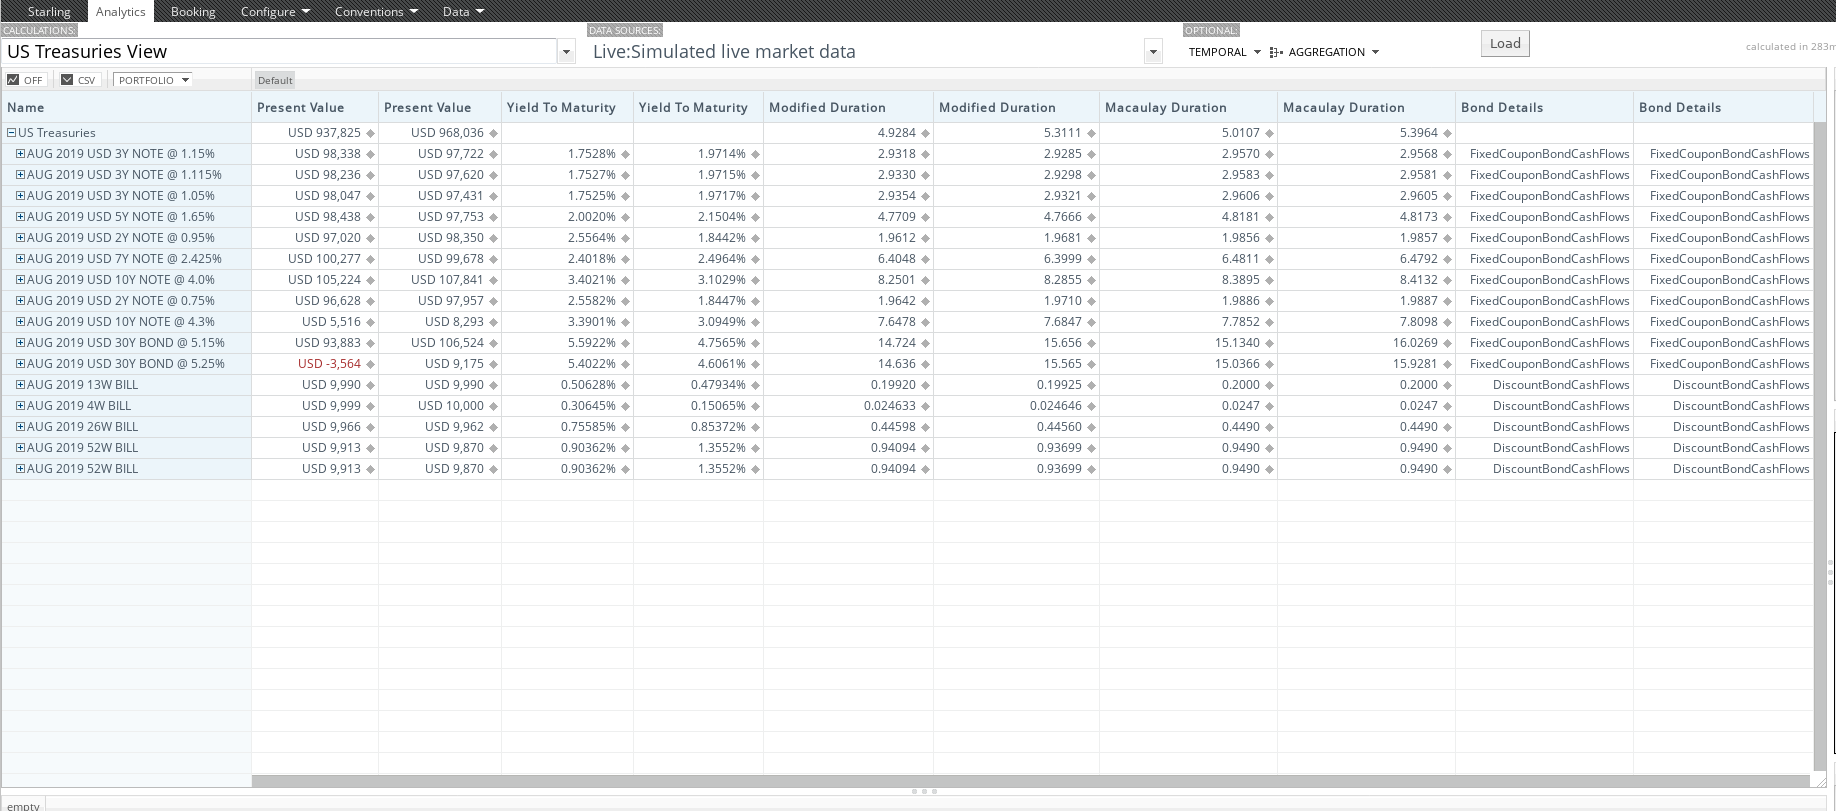 Starling Analytics Booking Configure Conventions Data
CALCULATIONS: DATA SOURCES: OPTIONAL:
US Treasuries View Live:Simulated live market data TEMPORAL AGGREGATION Load calculated in 283m
OFF CSV PORTFOLIO Default
Name Present Value Present Value Yield To Maturity Yield To Maturity Modified Duration Modified Duration Macaulay Duration Macaulay Duration Bond Details Bond Details
US Treasuries USD 937,825 USD 968,036 4.9284 5.3111 5.0107 5.3964
AUG 2019 USD 3Y NOTE @ 1.15% USD 98,338 USD 97,722 1.7528% 1.9714% 2.9318 2.9285 2.9570 2.9568 FixedCouponBondCashFlows FixedCouponBondCashFlows
AUG 2019 USD 3Y NOTE @ 1.115% USD 98,236 USD 97,620 1.7527% 1.9715% 2.9330 2.9298 2.9583 2.9581 FixedCouponBondCashFlows FixedCouponBondCashFlows
AUG 2019 USD 3Y NOTE @ 1.05% USD 98,047 USD 97,431 1.7525% 1.9717% 2.9354 2.9321 2.9606 2.9605 FixedCouponBondCashFlows FixedCouponBondCashFlows
AUG 2019 USD 5Y NOTE @ 1.65% USD 98,438 USD 97,753 2.0020% 2.1504% 4.7709 4.7666 4.8181 4.8173 FixedCouponBondCashFlows FixedCouponBondCashFlows
AUG 2019 USD 2Y NOTE @ 0.95% USD 97,020 USD 98,350 2.5564% 1.8442% 1.9612 1.9681 1.9856 1.9857 FixedCouponBondCashFlows FixedCouponBondCashFlows
AUG 2019 USD 7Y NOTE @ 2.425% USD 100,277 USD 99,678 2.4018% 2.4964% 6.4048 6.3999 6.4811 6.4792 FixedCouponBondCashFlows FixedCouponBondCashFlows
AUG 2019 USD 10Y NOTE @ 4.0% USD 105,224 USD 107,841 3.4021% 3.1029% 8.2501 8.2855 8.3895 8.4132 FixedCouponBondCashFlows FixedCouponBondCashFlows
AUG 2019 USD 2Y NOTE @ 0.75% USD 96,628 USD 97,957 2.5582% 1.8447% 1.9642 1.9710 1.9886 1.9887 FixedCouponBondCashFlows FixedCouponBondCashFlows
AUG 2019 USD 10Y NOTE @ 4.3% USD 5,516 USD 8,293 3.3901% 3.0949% 7.6478 7.6847 7.7852 7.8098 FixedCouponBondCashFlows FixedCouponBondCashFlows
AUG 2019 USD 30Y BOND @ 5.15% USD 93,883 USD 106,524 5.5922% 4.7565% 14.724 15.656 15.1340 16.0269 FixedCouponBondCashFlows FixedCouponBondCashFlows
AUG 2019 USD 30Y BOND @ 5.25% USD -3,564 USD 9,175 5.4022% 4.6061% 14.636 15.565 15.0366 15.9281 FixedCouponBondCashFlows FixedCouponBondCashFlows
AUG 2019 13W BILL USD 9,990 USD 9,990 0.50628% 0.47934% 0.19920 0.19925 0.2000 0.2000 DiscountBondCashFlows DiscountBondCashFlows
AUG 2019 4W BILL USD 9,999 USD 10,000 0.30645% 0.15065% 0.024633 0.024646 0.0247 0.0247 DiscountBondCashFlows DiscountBondCashFlows
AUG 2019 26W BILL USD 9,966 USD 9,962 0.75585% 0.85372% 0.44598 0.44560 0.4490 0.4490 DiscountBondCashFlows DiscountBondCashFlows
AUG 2019 52W BILL USD 9,913 USD 9,870 0.90362% 1.3552% 0.94094 0.93699 0.9490 0.9490 DiscountBondCashFlows DiscountBondCashFlows
AUG 2019 52W BILL USD 9,913 USD 9,870 0.90362% 1.3552% 0.94094 0.93699 0.9490 0.9490 DiscountBondCashFlows DiscountBondCashFlows
empty